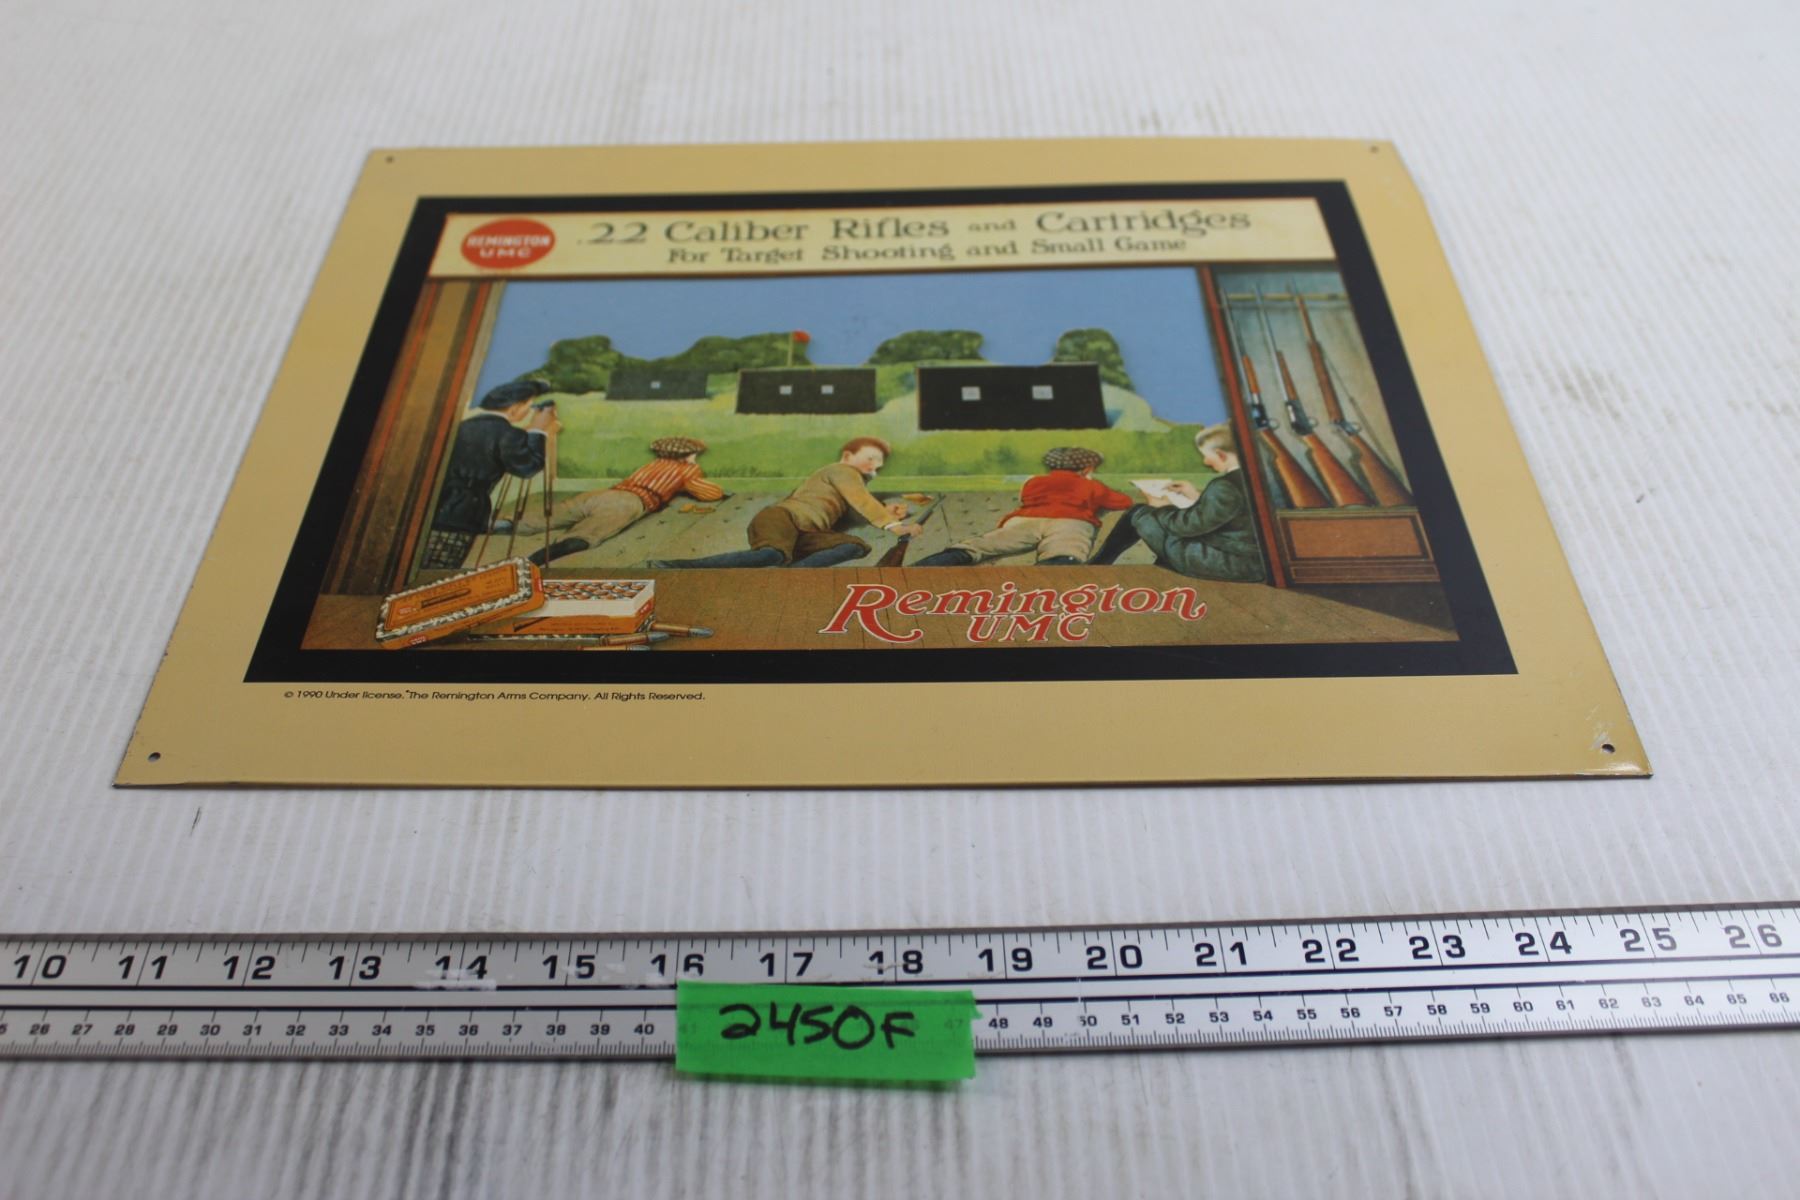 REMINGTON
UMC
.22 Caliber Rifles and Cartridges
For Target Shooting and Small Game
Remington
UMC
© 1990 Under license. The Remington Arms Company. All Rights Reserved.
10 11 12 13 14 15 16 17 18 19 20 21 22 23 24 25 26
26 27 28 29 30 31 32 33 34 35 36 37 38 39 40 41 47 48 49 50 51 52 53 54 55 56 57 58 59 60 61 62 63 64 65 66
2450F